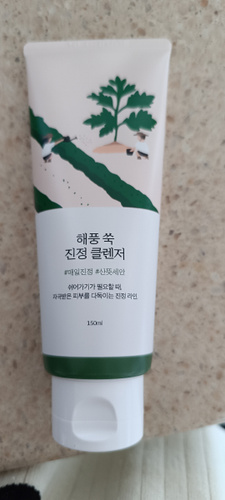 해풍 쑥
진정 클렌저
#매일진정 #산뜻세안
쉬어가기가 필요할 때,
자극받은 피부를 다독이는 진정 라인.
150ml